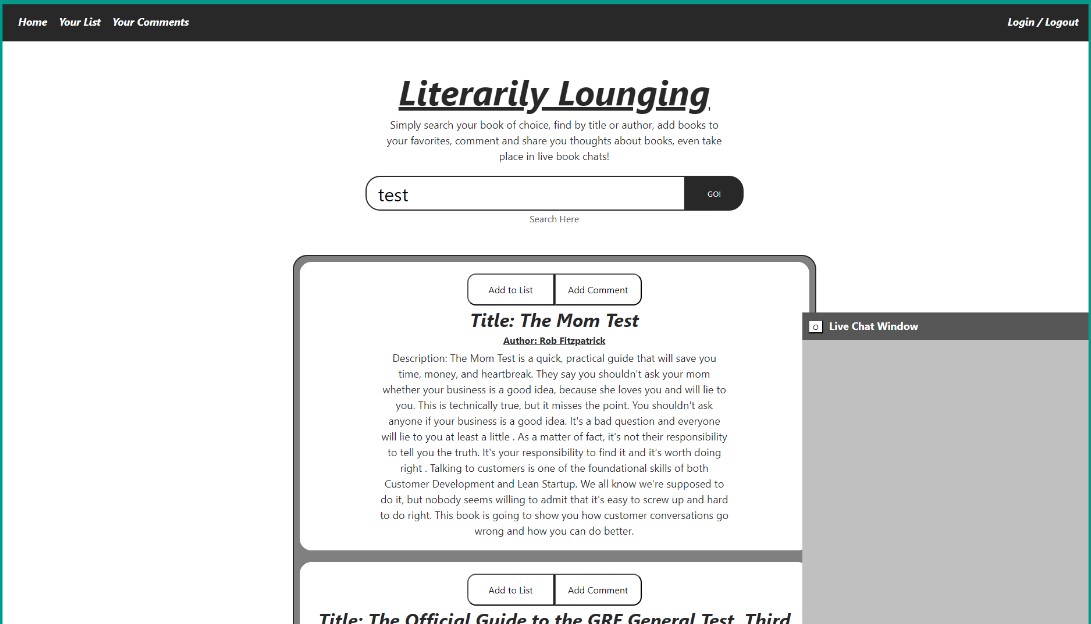 Home Your List Your Comments Login / Logout
Literarily Lounging
Simply search your book of choice, find by title or author, add books to
your favorites, comment and share you thoughts about books, even take
place in live book chats!
test GO!
Search Here
Add to List Add Comment
Title: The Mom Test
Author: Rob Fitzpatrick
Description: The Mom Test is a quick, practical guide that will save you
time, money, and heartbreak. They say you shouldn't ask your mom
whether your business is a good idea, because she loves you and will lie to
you. This is technically true, but it misses the point. You shouldn't ask
anyone if your business is a good idea. It's a bad question and everyone
will lie to you at least a little . As a matter of fact, it's not their responsibility
to tell you the truth. It's your responsibility to find it and it's worth doing
right . Talking to customers is one of the foundational skills of both
Customer Development and Lean Startup. We all know we're supposed to
do it, but nobody seems willing to admit that it's easy to screw up and hard
to do right. This book is going to show you how customer conversations go
wrong and how you can do better.
Live Chat Window
Add to List Add Comment
Title: The Official Guide to the GRE General Test, Third